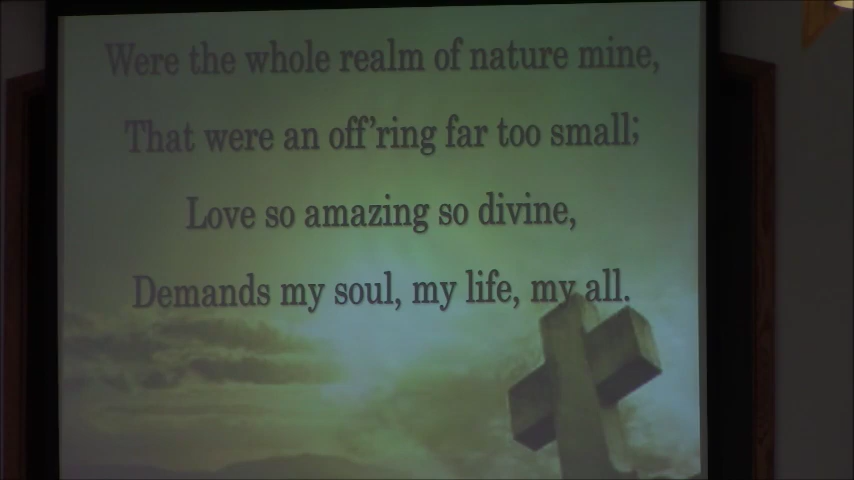 Were the whole realm of nature mine,
That were an off'ring far too small;
Love so amazing so divine,
Demands my soul, my life, my all.